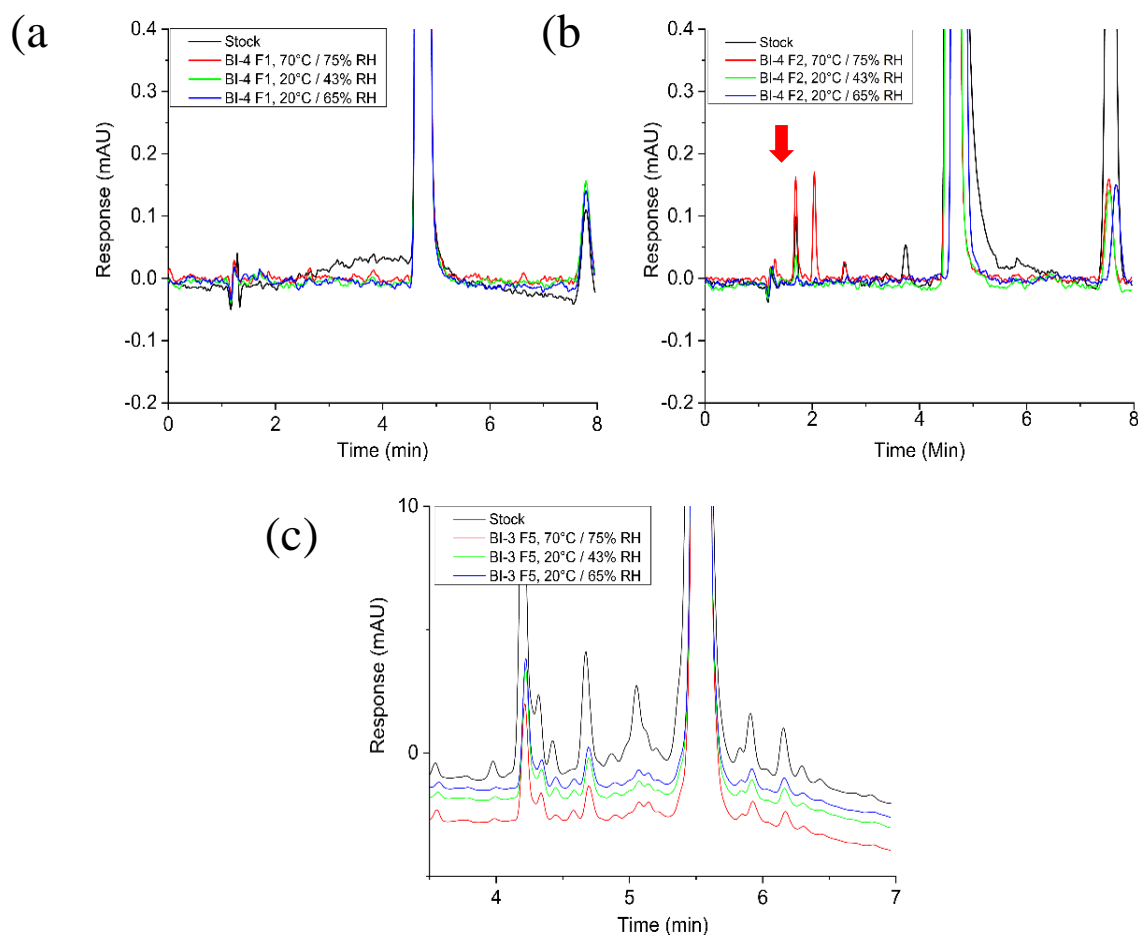 (a
0.4
0.3
0.2
0.1
0.0
-0.1
-0.2
Response (mAU)
Stock
BI-4 F1, 70°C / 75% RH
BI-4 F1, 20°C / 43% RH
BI-4 F1, 20°C / 65% RH
0 2 4 6 8
Time (min)
(b)
0.4
0.3
0.2
0.1
0.0
-0.1
-0.2
Response (mAU)
Stock
BI-4 F2, 70°C / 75% RH
BI-4 F2, 20°C / 43% RH
BI-4 F2, 20°C / 65% RH
0 2 4 6 8
Time (Min)
(c)
10
0
Response (mAU)
Stock
BI-3 F5, 70°C / 75% RH
BI-3 F5, 20°C / 43% RH
BI-3 F5, 20°C / 65% RH
4 5 6 7
Time (min)